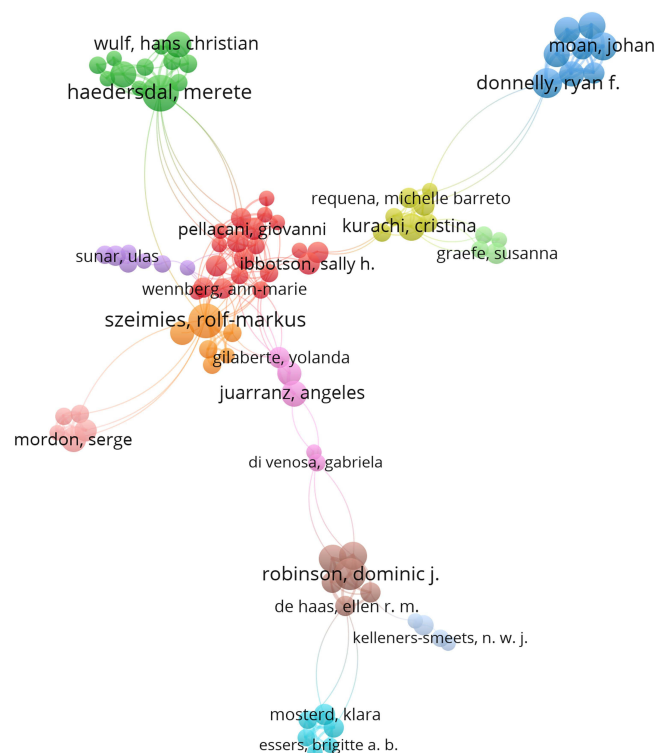 wulf, hans christian
moan, johan
donnelly, ryan f.
haedersdal, merete
requena, michelle barreto
kurachi, cristina
pellacani, giovanni
graefe, susanna
sunar, ulas
ibbotson, sally h.
wennberg, ann-marie
szeimies, rolf-markus
gilaberte, yolanda
juarranz, angeles
mordon, serge
di venosa, gabriela
robinson, dominic j.
de haas, ellen r. m.
kelleners-smeets, n. w. j.
mosterd, klara
essers, brigitte a. b.